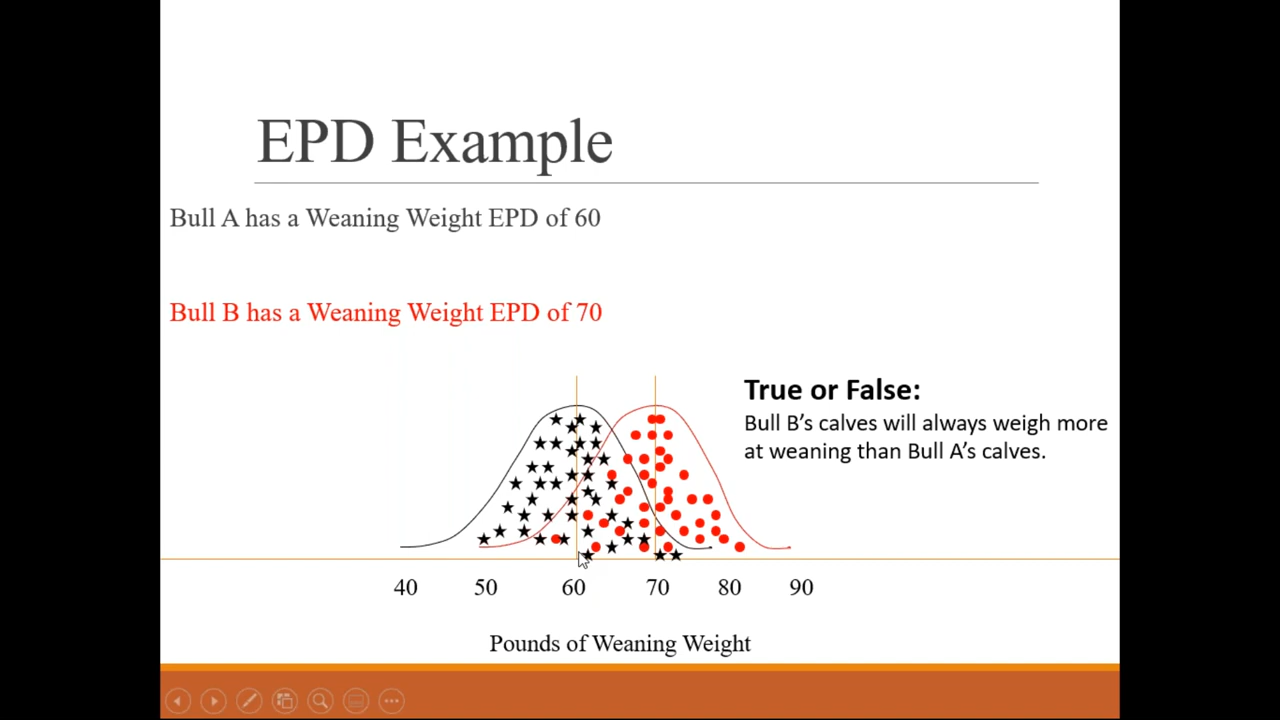 EPD Example
Bull A has a Weaning Weight EPD of 60
Bull B has a Weaning Weight EPD of 70
True or False:
Bull B’s calves will always weigh more
at weaning than Bull A’s calves.
40 50 60 70 80 90
Pounds of Weaning Weight